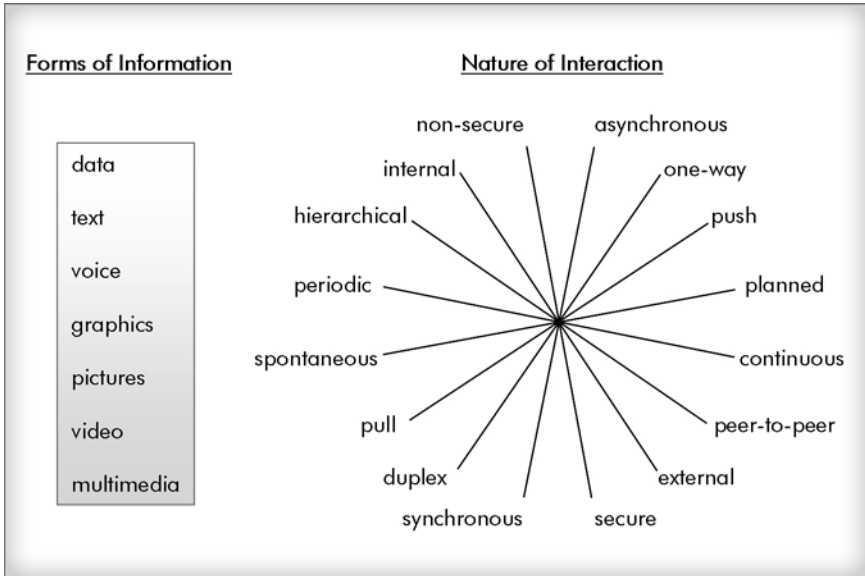 Forms of Information
data
text
voice
graphics
pictures
video
multimedia
Nature of Interaction
non-secure
asynchronous
internal
one-way
hierarchical
push
periodic
planned
spontaneous
continuous
pull
peer-to-peer
duplex
external
synchronous
secure